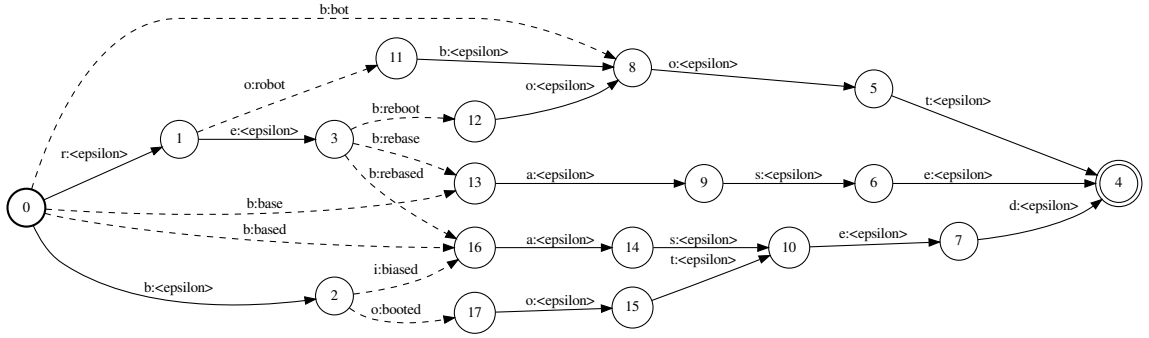 b:bot
11
b:<epsilon>
8
o:<epsilon>
5
o:robot
o:<epsilon>
t:<epsilon>
b:reboot
12
1
e:<epsilon>
3
r:<epsilon>
b:rebase
b:rebased
13
a:<epsilon>
9
s:<epsilon>
6
e:<epsilon>
4
0
b:base
d:<epsilon>
b:based
16
a:<epsilon>
14
s:<epsilon>
10
e:<epsilon>
7
t:<epsilon>
i:biased
b:<epsilon>
2
o:booted
17
o:<epsilon>
15